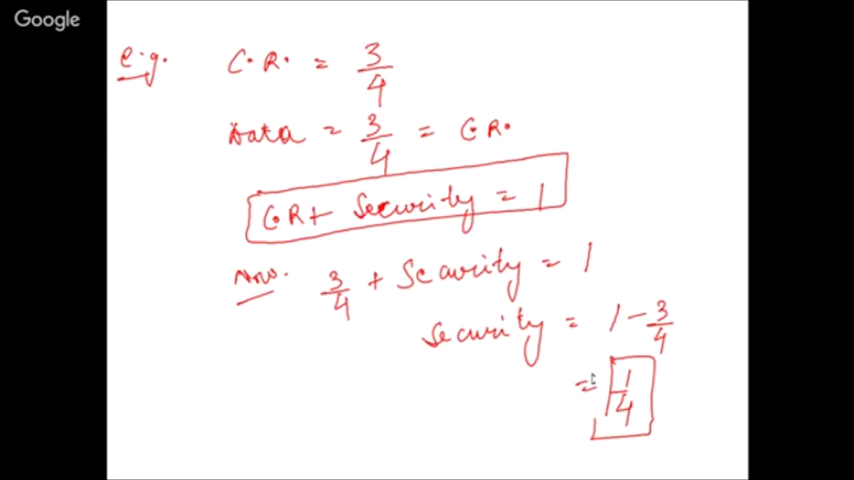 Google
e.g. C.R. = 3/4
Data = 3/4 = C.R.
C.R + Security = 1
Now. 3/4 + Security = 1
Security = 1 - 3/4
= 1/4